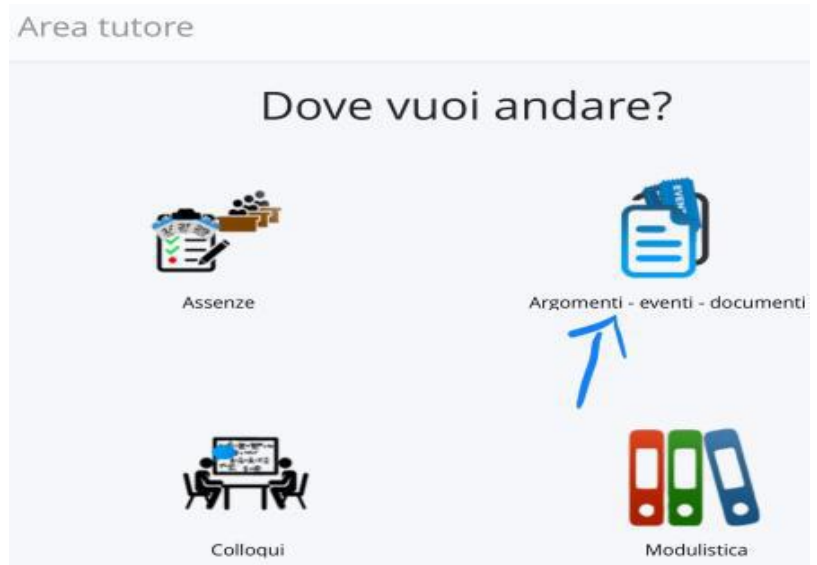 Area tutore
Dove vuoi andare?
Assenze
Argomenti - eventi - documenti
Colloqui
Modulistica